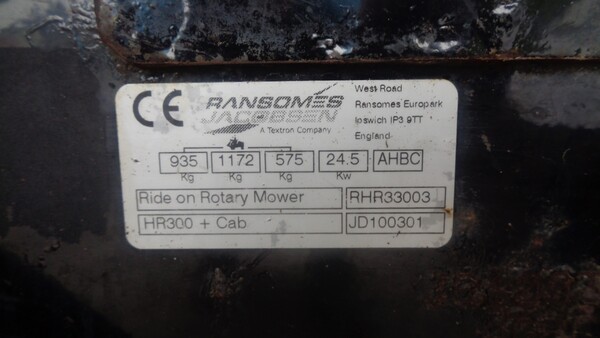 CE
RANSOMES
JACOBSEN
A Textron Company
West Road
Ransomes Europark
Ipswich IP3 9TT
England
935 1172 575 24.5 AHBC
Kg Kg Kg Kw
Ride on Rotary Mower RHR33003
HR300 + Cab JD100301